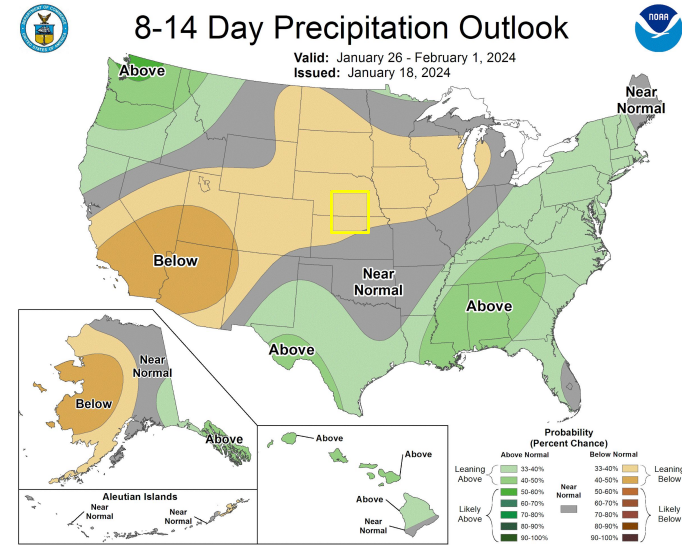 8-14 Day Precipitation Outlook
Valid: January 26 - February 1, 2024
Issued: January 18, 2024
NOAA
Above
Near
Normal
Below
Near
Normal
Above
Above
Near
Normal
Below
Above
Aleutian Islands
Near
Normal
Near
Normal
Above
Above
Above
Near
Normal
Probability
(Percent Chance)
Above Normal
Below Normal
Leaning
Above
33-40%
40-50%
Likely
Above
50-60%
60-70%
70-80%
80-90%
90-100%
Near
Normal
33-40%
40-50%
50-60%
60-70%
70-80%
80-90%
90-100%
Leaning
Below
Likely
Below